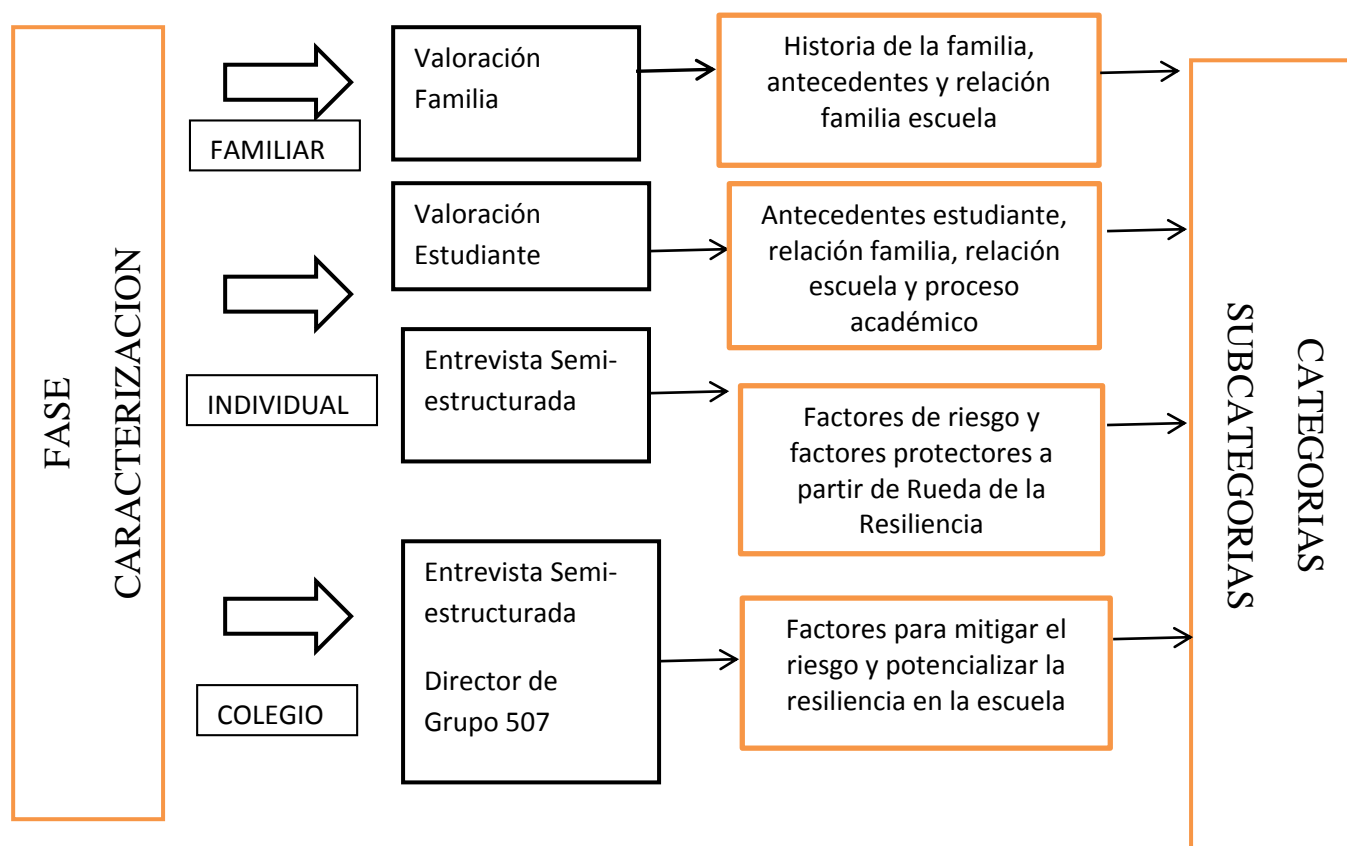 FASE
CARACTERIZACION
FAMILIAR
INDIVIDUAL
COLEGIO
Valoración
Familia
Historia de la familia,
antecedentes y relación
familia escuela
Valoración
Estudiante
Antecedentes estudiante,
relación familia, relación
escuela y proceso
académico
Entrevista Semi-
estructurada
Factores de riesgo y
factores protectores a
partir de Rueda de la
Resiliencia
Entrevista Semi-
estructurada
Director de
Grupo 507
Factores para mitigar el
riesgo y potencializar la
resiliencia en la escuela
CATEGORIAS
SUBCATEGORIAS